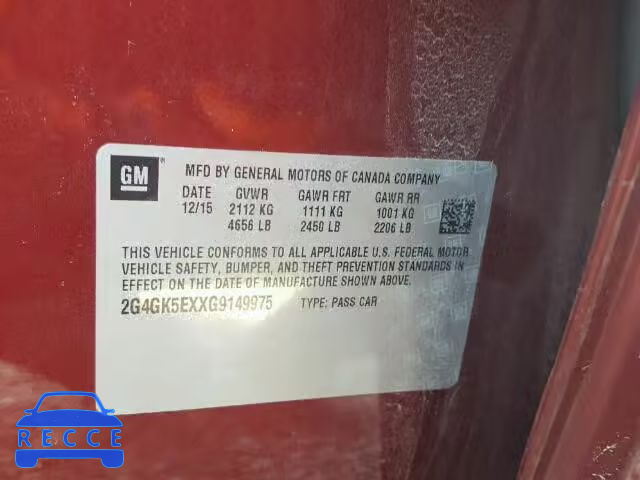 GM
MFD BY GENERAL MOTORS OF CANADA COMPANY
DATE GVWR GAWR FRT GAWR RR
12/15 2112 KG 1111 KG 1001 KG
4656 LB 2450 LB 2206 LB
THIS VEHICLE CONFORMS TO ALL APPLICABLE U.S. FEDERAL MOTOR
VEHICLE SAFETY, BUMPER, AND THEFT PREVENTION STANDARDS
IN EFFECT ON THE DATE OF MANUFACTURE SHOWN ABOVE.
2G4GK5EXXG9149975 TYPE: PASS CAR
RECCE